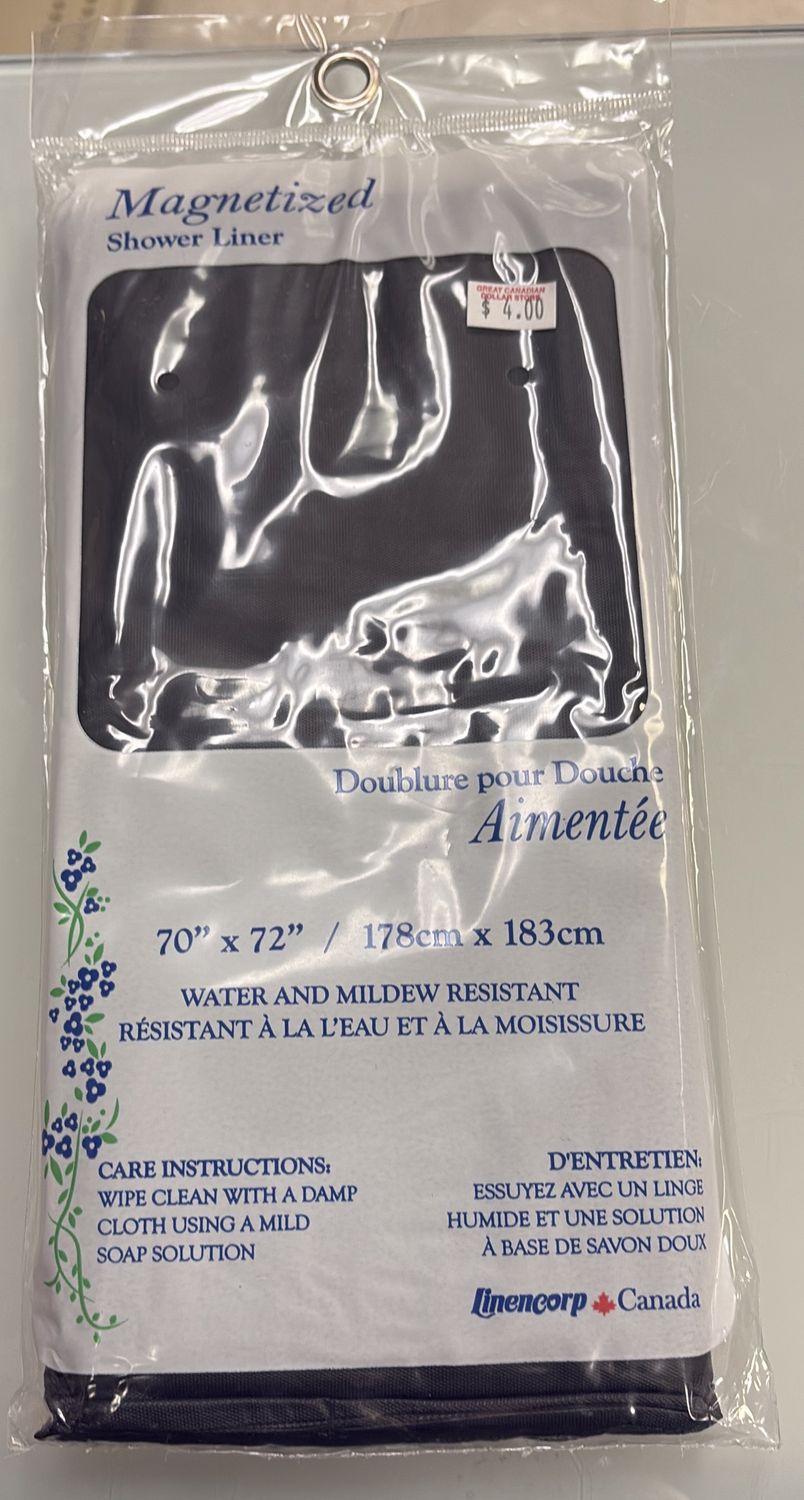 Magnetized
Shower Liner
GREAT CANADIAN
DOLLAR STORE
$ 4.00
Doublure pour Douche
Aimentée
70" x 72" / 178cm x 183cm
WATER AND MILDEW RESISTANT
RÉSISTANT À LA L'EAU ET À LA MOISISSURE
CARE INSTRUCTIONS:
WIPE CLEAN WITH A DAMP
CLOTH USING A MILD
SOAP SOLUTION
D'ENTRETIEN:
ESSUYEZ AVEC UN LINGE
HUMIDE ET UNE SOLUTION
À BASE DE SAVON DOUX
Linencorp Canada